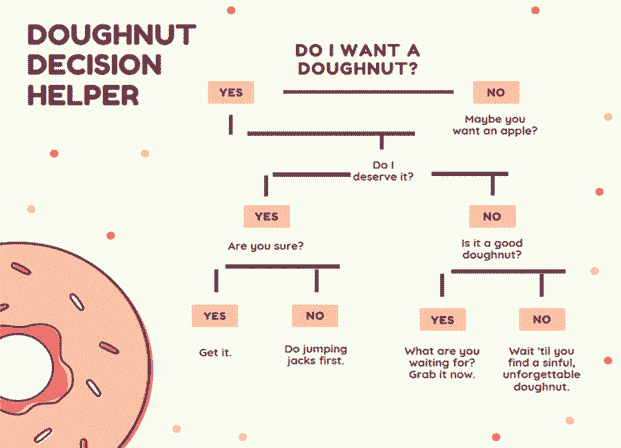 DOUGHNUT
DECISION
HELPER
DO I WANT A
DOUGHNUT?
YES
NO
Maybe you
want an apple?
Do I
deserve it?
YES
NO
Are you sure?
Is it a good
doughnut?
YES
NO
YES
NO
Get it.
Do jumping
jacks first.
What are you
waiting for?
Grab it now.
Wait 'til you
find a sinful,
unforgettable
doughnut.